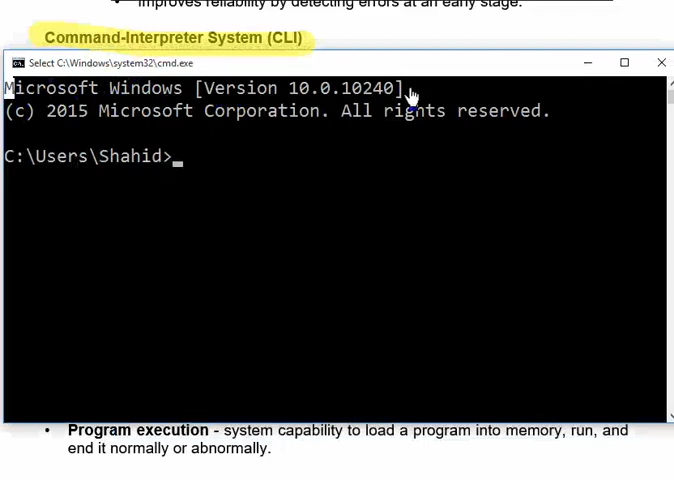 • Improves reliability by detecting errors at an early stage.
Command-Interpreter System (CLI)
Select C:\Windows\system32\cmd.exe
Microsoft Windows [Version 10.0.10240]
(c) 2015 Microsoft Corporation. All rights reserved.
C:\Users\Shahid>
• Program execution - system capability to load a program into memory, run, and
end it normally or abnormally.